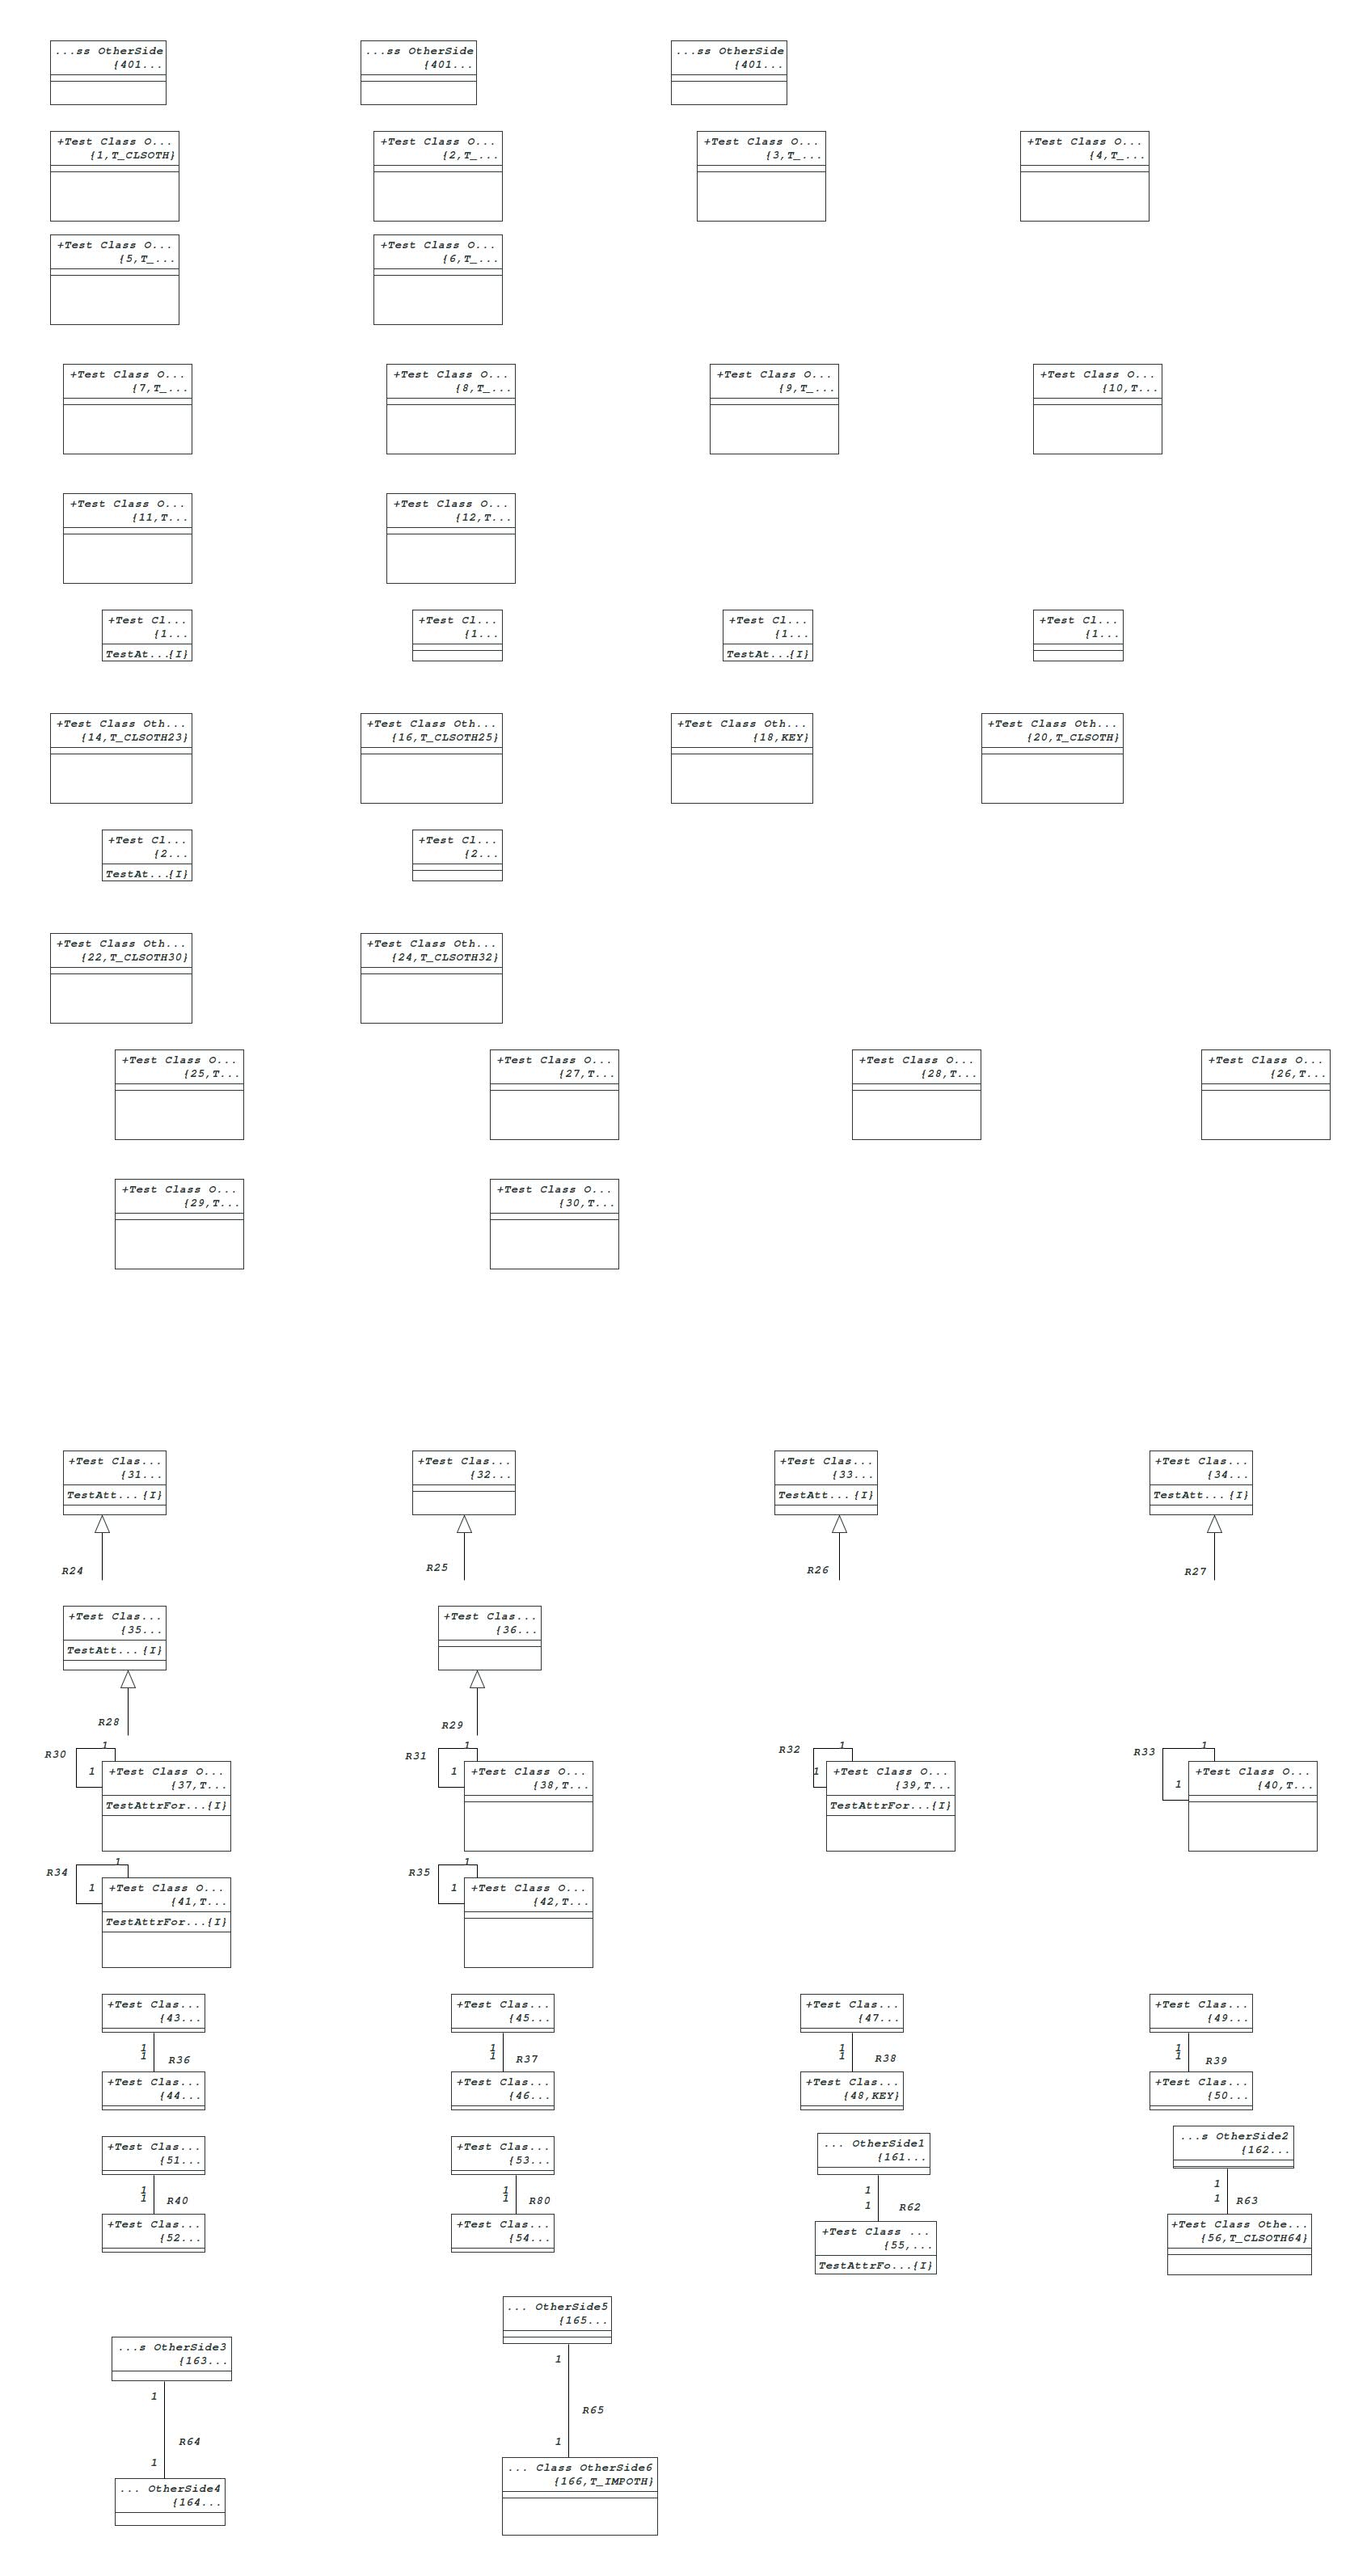 ...ss OtherSide
{401...
...ss OtherSide
{401...
...ss OtherSide
{401...
+Test Class O...
{1,T_CLSOTH}
+Test Class O...
{2,T_...
+Test Class O...
{3,T_...
+Test Class O...
{4,T_...
+Test Class O...
{5,T_...
+Test Class O...
{6,T_...
+Test Class O...
{7,T_...
+Test Class O...
{8,T_...
+Test Class O...
{9,T_...
+Test Class O...
{10,T...
+Test Class O...
{11,T...
+Test Class O...
{12,T...
+Test Cl...
{1...
TestAt...{I}
+Test Cl...
{1...
+Test Cl...
{1...
TestAt...{I}
+Test Cl...
{1...
+Test Class Oth...
{14,T_CLSOTH23}
+Test Class Oth...
{16,T_CLSOTH25}
+Test Class Oth...
{18,KEY}
+Test Class Oth...
{20,T_CLSOTH}
+Test Cl...
{2...
TestAt...{I}
+Test Cl...
{2...
+Test Class Oth...
{22,T_CLSOTH30}
+Test Class Oth...
{24,T_CLSOTH32}
+Test Class O...
{25,T...
+Test Class O...
{27,T...
+Test Class O...
{28,T...
+Test Class O...
{26,T...
+Test Class O...
{29,T...
+Test Class O...
{30,T...
+Test Clas...
{31...
TestAtt... {I}
+Test Clas...
{32...
+Test Clas...
{33...
TestAtt... {I}
+Test Clas...
{34...
TestAtt... {I}
R24
R25
R26
R27
+Test Clas...
{35...
TestAtt... {I}
+Test Clas...
{36...
R28
R29
R30
1
1
+Test Class O...
{37,T...
TestAttrFor...{I}
R31
1
1
+Test Class O...
{38,T...
R32
1
1
+Test Class O...
{39,T...
TestAttrFor...{I}
R33
1
1
+Test Class O...
{40,T...
R34
1
1
+Test Class O...
{41,T...
TestAttrFor...{I}
R35
1
1
+Test Class O...
{42,T...
+Test Clas...
{43...
1
1
R36
+Test Clas...
{44...
+Test Clas...
{45...
1
1
R37
+Test Clas...
{46...
+Test Clas...
{47...
1
1
R38
+Test Clas...
{48,KEY}
+Test Clas...
{49...
1
1
R39
+Test Clas...
{50...
+Test Clas...
{51...
1
1
R40
+Test Clas...
{52...
+Test Clas...
{53...
1
1
R80
+Test Clas...
{54...
... OtherSide1
{161...
1
1
R62
+Test Class ...
{55,...
TestAttrFo...{I}
...s OtherSide2
{162...
1
1
R63
+Test Class Othe...
{56,T_CLSOTH64}
...s OtherSide3
{163...
1
R64
1
... OtherSide4
{164...
... OtherSide5
{165...
1
R65
1
... Class OtherSide6
{166,T_IMPOTH}